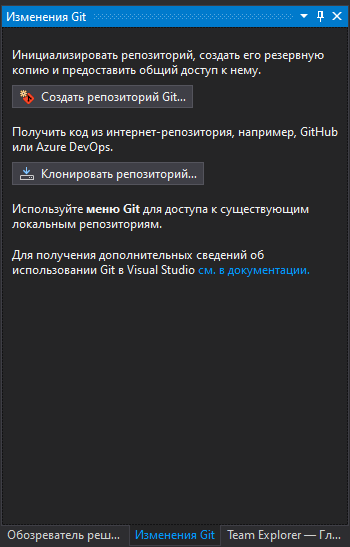 Изменения Git
Инициализировать репозиторий, создать его резервную
копию и предоставить общий доступ к нему.
Создать репозиторий Git...
Получить код из интернет-репозитория, например, GitHub
или Azure DevOps.
Клонировать репозиторий...
Используйте меню Git для доступа к существующим
локальным репозиториям.
Для получения дополнительных сведений об
использовании Git в Visual Studio см. в документации.
Обозреватель реш... Изменения Git Team Explorer — Гл...